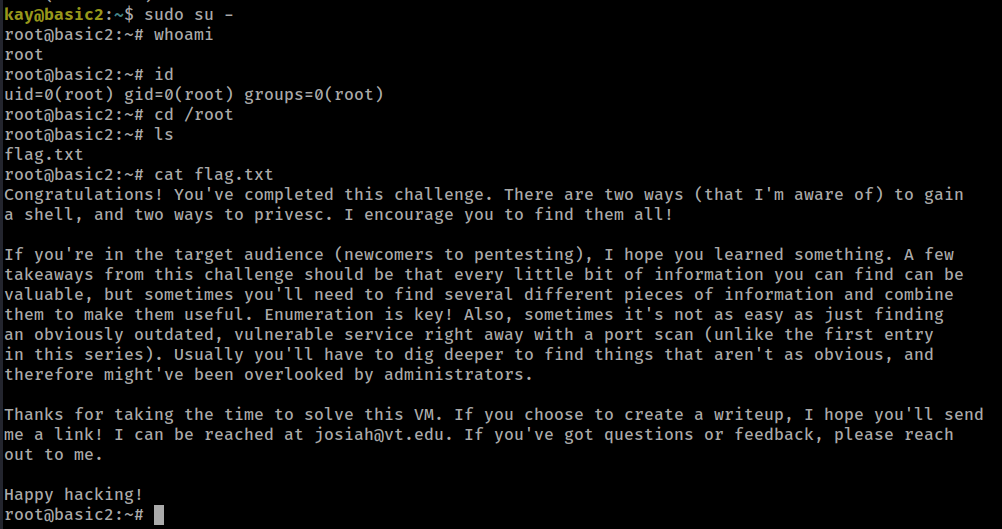 kay@basic2:~$ sudo su -
root@basic2:~# whoami
root
root@basic2:~# id
uid=0(root) gid=0(root) groups=0(root)
root@basic2:~# cd /root
root@basic2:~# ls
flag.txt
root@basic2:~# cat flag.txt
Congratulations! You've completed this challenge. There are two ways (that I'm aware of) to gain
a shell, and two ways to privesc. I encourage you to find them all!

If you're in the target audience (newcomers to pentesting), I hope you learned something. A few
takeaways from this challenge should be that every little bit of information you can find can be
valuable, but sometimes you'll need to find several different pieces of information and combine
them to make them useful. Enumeration is key! Also, sometimes it's not as easy as just finding
an obviously outdated, vulnerable service right away with a port scan (unlike the first entry
in this series). Usually you'll have to dig deeper to find things that aren't as obvious, and
therefore might've been overlooked by administrators.

Thanks for taking the time to solve this VM. If you choose to create a writeup, I hope you'll send
me a link! I can be reached at josiah@vt.edu. If you've got questions or feedback, please reach
out to me.

Happy hacking!
root@basic2:~#